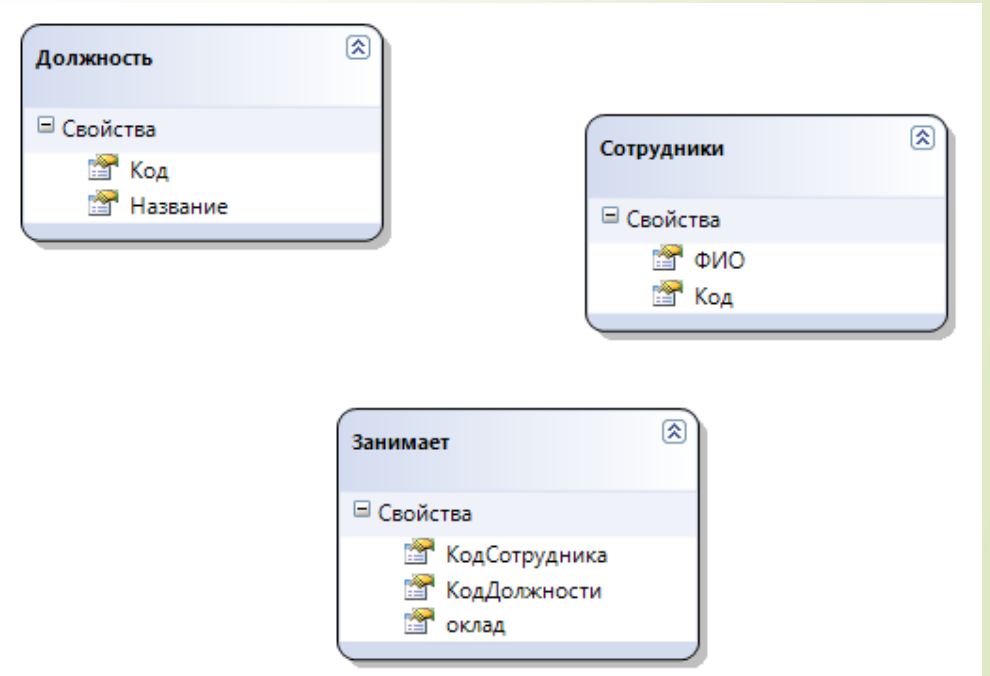 Должность
Свойства
Код
Название
Сотрудники
Свойства
ФИО
Код
Занимает
Свойства
КодСотрудника
КодДолжности
оклад